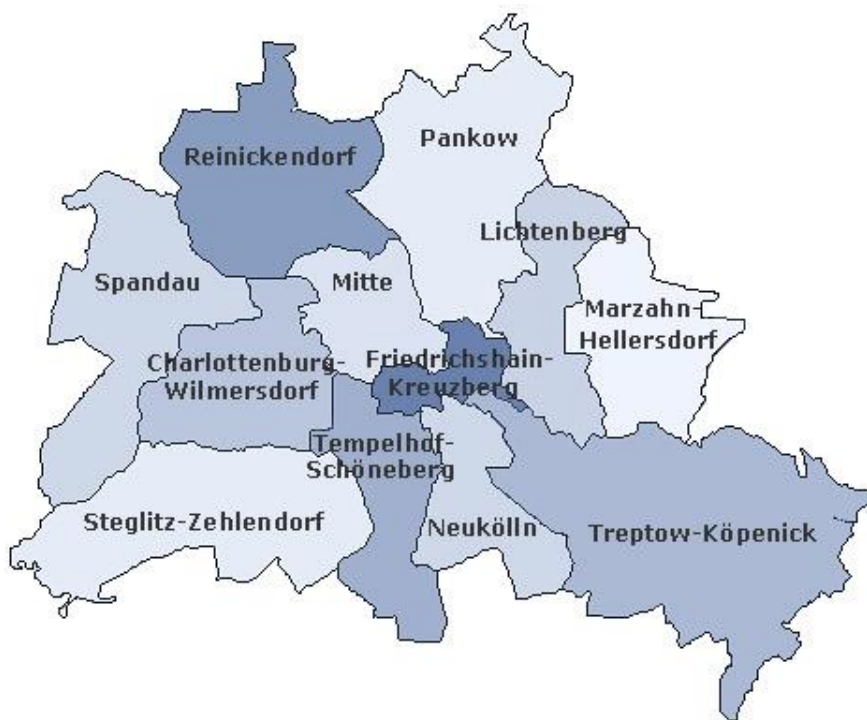 Pankow
Reinickendorf
Lichtenberg
Spandau
Mitte
Marzahn-
Hellersdorf
Charlottenburg-
Wilmersdorf
Friedrichshain-
Kreuzberg
Tempelhof-
Schöneberg
Steglitz-Zehlendorf
Neukölln
Treptow-Köpenick